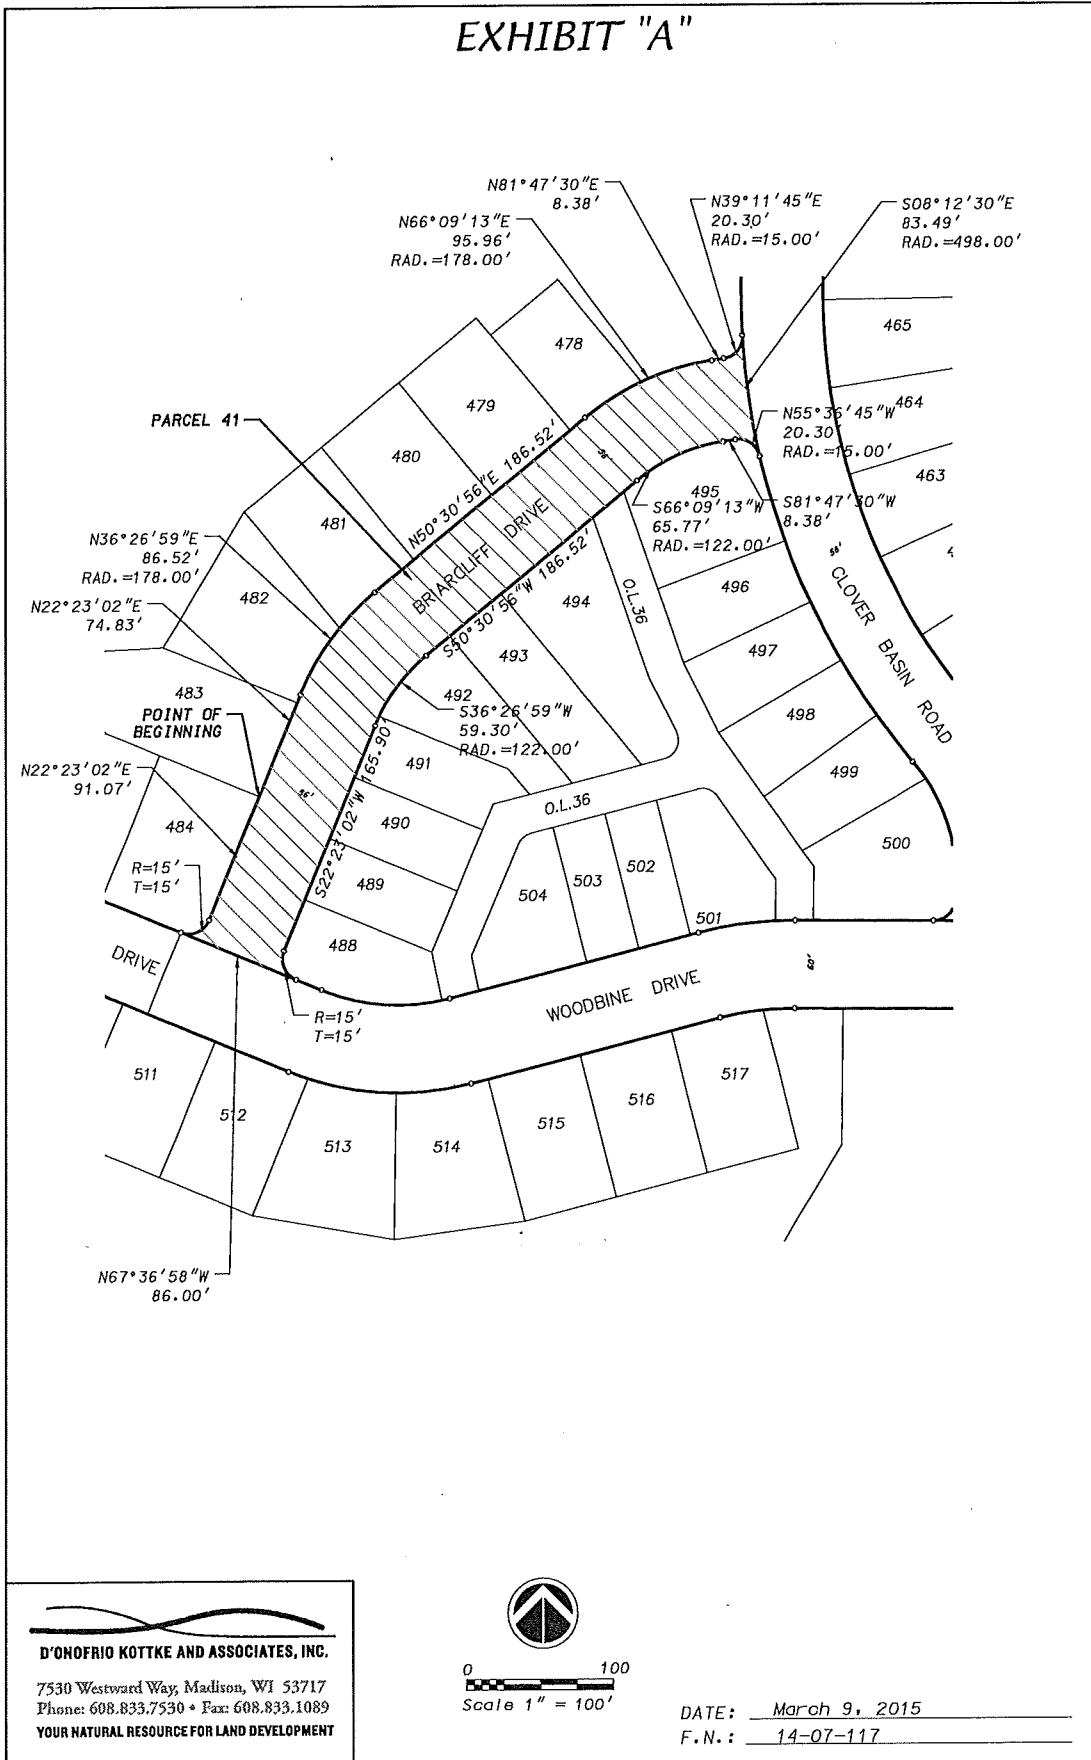 EXHIBIT "A"
N81°47'30"E
8.38'
N66°09'13"E
95.96'
RAD.=178.00'
N39°11'45"E
20.30'
RAD.=15.00'
S08°12'30"E
83.49'
RAD.=498.00'
465
478
464
479
N55°36'45"W
20.30'
RAD.=15.00'
PARCEL 41
480
463
N50°30'56"E 186.52'
56'
495
S66°09'13"W
65.77'
RAD.=122.00'
S81°47'30"W
8.38'
481
BRIARCLIFF DRIVE
N36°26'59"E
86.52'
RAD.=178.00'
S50°30'56"W 186.52'
56'
CLOVER BASIN ROAD
482
494
O.L.36
496
N22°23'02"E
74.83'
497
493
483
492
S36°26'59"W
59.30'
RAD.=122.00'
POINT OF
BEGINNING
498
491
499
N22°23'02"E
91.07'
56'
S22°23'02"W 165.90'
O.L.36
490
484
500
R=15'
T=15'
489
502
503
504
501
488
DRIVE
60'
WOODBINE DRIVE
R=15'
T=15'
511
517
512
516
515
513
514
N67°36'58"W
86.00'
D'ONOFRIO KOTTKE AND ASSOCIATES, INC.
7530 Westward Way, Madison, WI 53717
Phone: 608.833.7530 • Fax: 608.833.1089
YOUR NATURAL RESOURCE FOR LAND DEVELOPMENT
0 100
Scale 1" = 100'
DATE: March 9, 2015
F.N.: 14-07-117